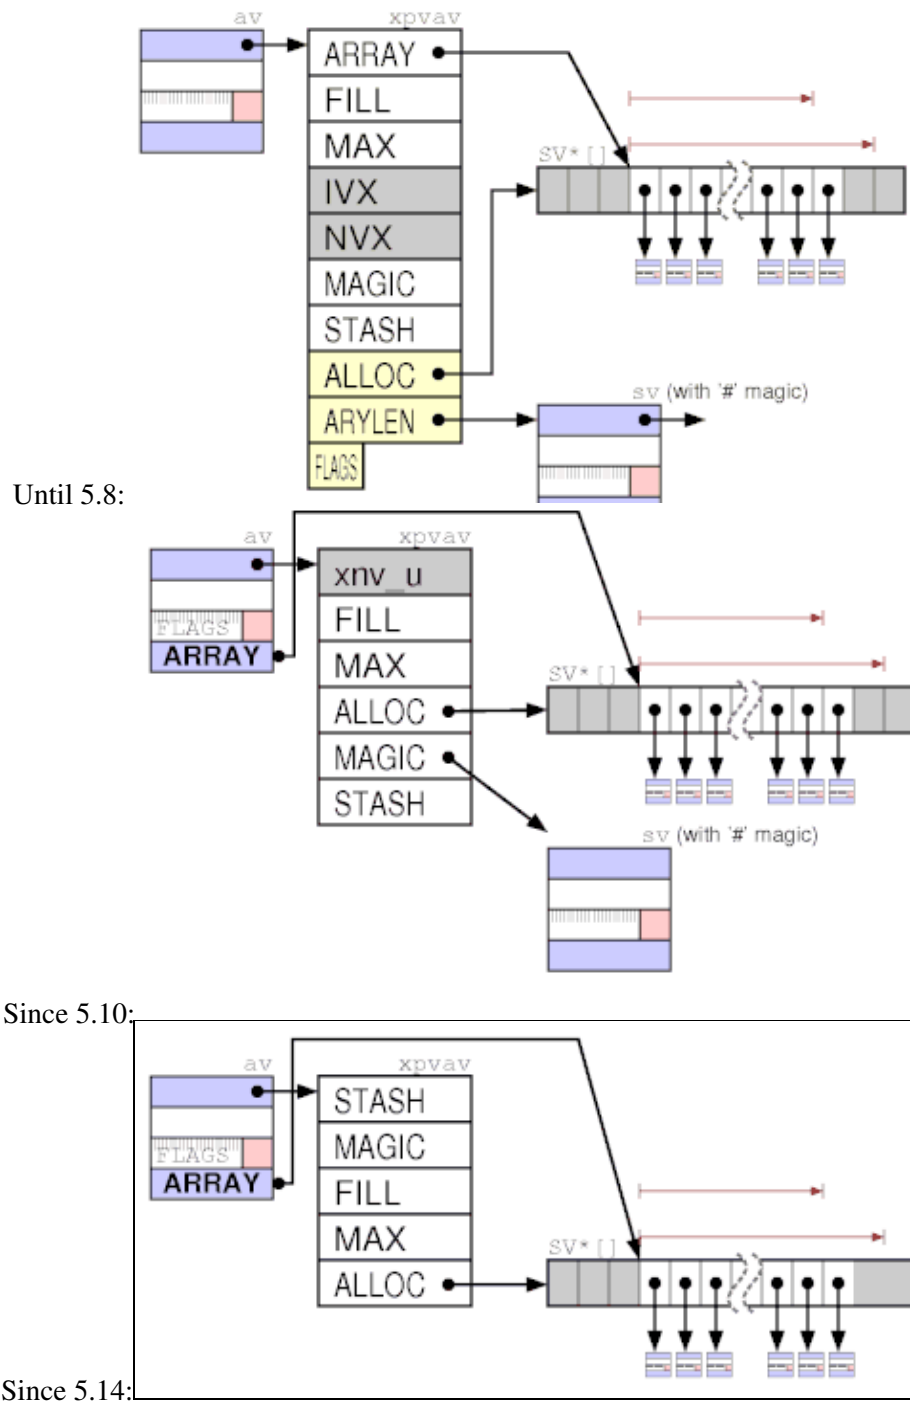 av xpvav
ARRAY
FILL
MAX
IVX
NVX
MAGIC
STASH
ALLOC
ARYLEN
FLAGS
SV*[]
sv (with '#' magic)
Until 5.8:
av xpvav
FLAGS
ARRAY
xnv_u
FILL
MAX
ALLOC
MAGIC
STASH
SV*[]
sv (with '#' magic)
Since 5.10:
av xpvav
FLAGS
ARRAY
STASH
MAGIC
FILL
MAX
ALLOC
SV*[]
Since 5.14: